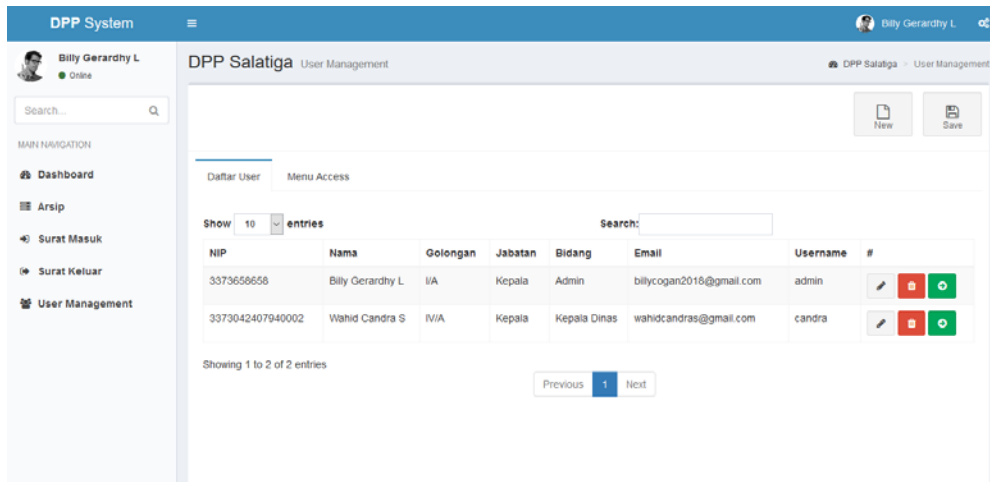 DPP System
Billy Gerardhy L
Billy Gerardhy L
Online
Search...
MAIN NAVIGATION
Dashboard
Arsip
Surat Masuk
Surat Keluar
User Management
DPP Salatiga User Management
DPP Salatiga > User Management
New
Save
Daftar User Menu Access
Show 10 entries Search:
NIP Nama Golongan Jabatan Bidang Email Username #
3373658658 Billy Gerardhy L I/A Kepala Admin billycogan2018@gmail.com admin
3373042407940002 Wahid Candra S IV/A Kepala Kepala Dinas wahidcandras@gmail.com candra
Showing 1 to 2 of 2 entries
Previous 1 Next